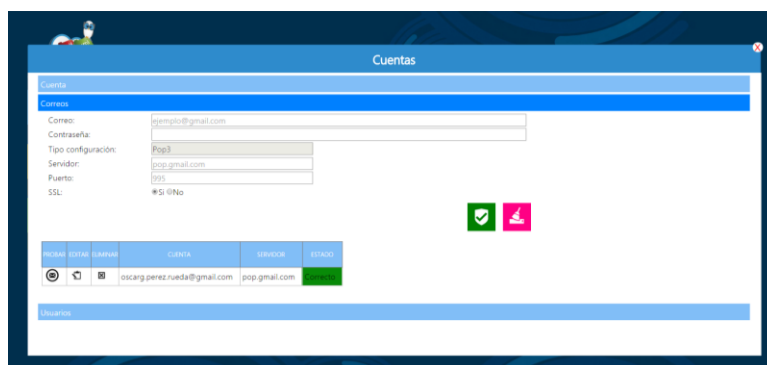 Cuentas
X
Cuenta
Correos
Correo: ejemplo@gmail.com
Contraseña:
Tipo configuración: Pop3
Servidor: pop.gmail.com
Puerto: 995
SSL: Si No
PROBAR EDITAR ELIMINAR CUENTA SERVIDOR ESTADO
oscarg.perez.rueda@gmail.com pop.gmail.com Correcto...
Usuarios